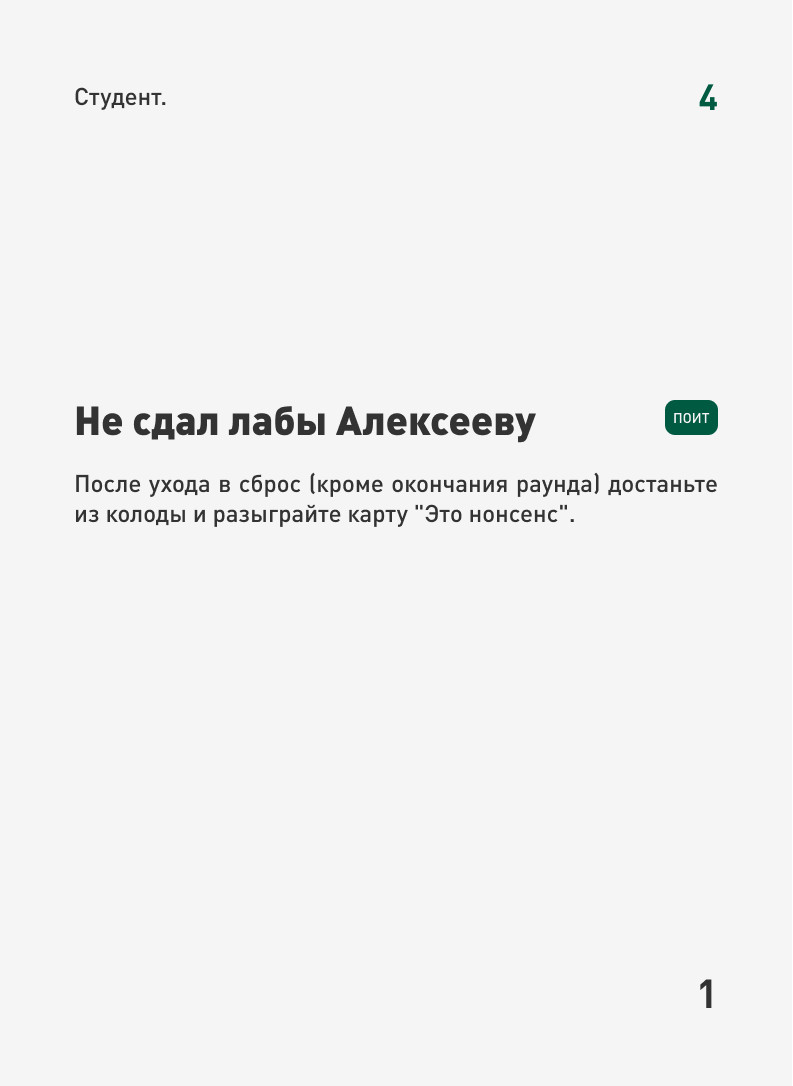 Студент.
4
Не сдал лабы Алексееву
ПОИТ
После ухода в сброс (кроме окончания раунда) достаньте
из колоды и разыграйте карту "Это нонсенс".
1